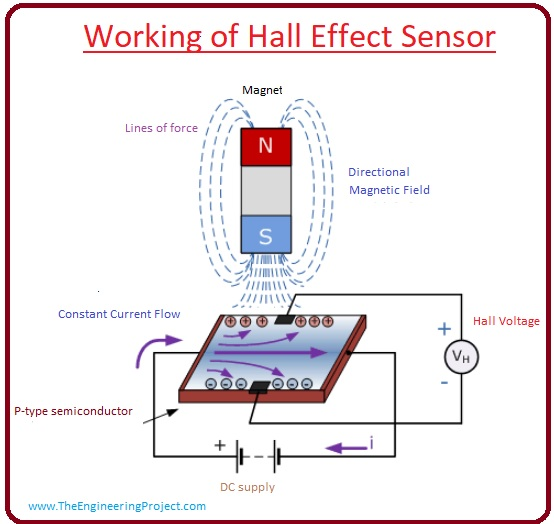 Working of Hall Effect Sensor
Magnet
Lines of force
N
Directional
Magnetic Field
S
Constant Current Flow
Hall Voltage
+ + + + + +
+
VH
-
- - - - - - -
P-type semiconductor
+
-
i
DC supply
www.TheEngineeringProject.com